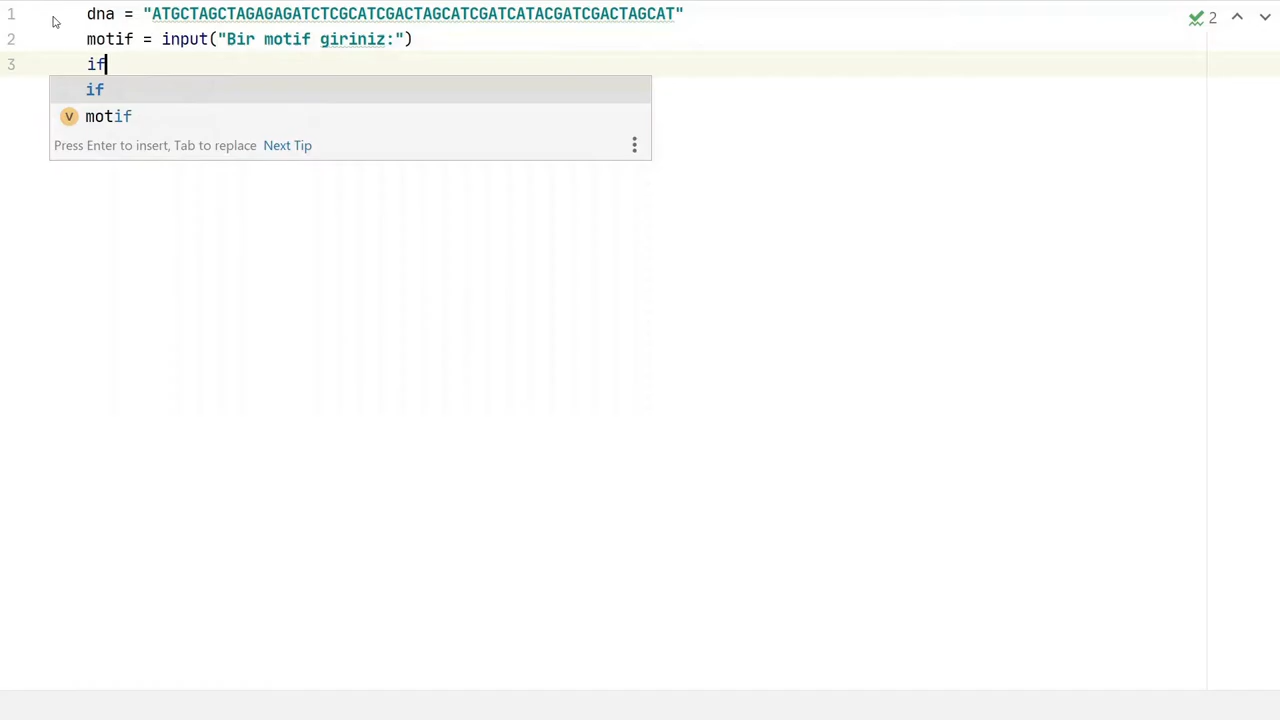 1 dna = "ATGCTAGCTAGAGAGATCTCGCATCGACTAGCATCGATCATACGATCGACTAGCAT"
2 motif = input("Bir motif giriniz:")
3 if
if
v motif
Press Enter to insert, Tab to replace Next Tip
2